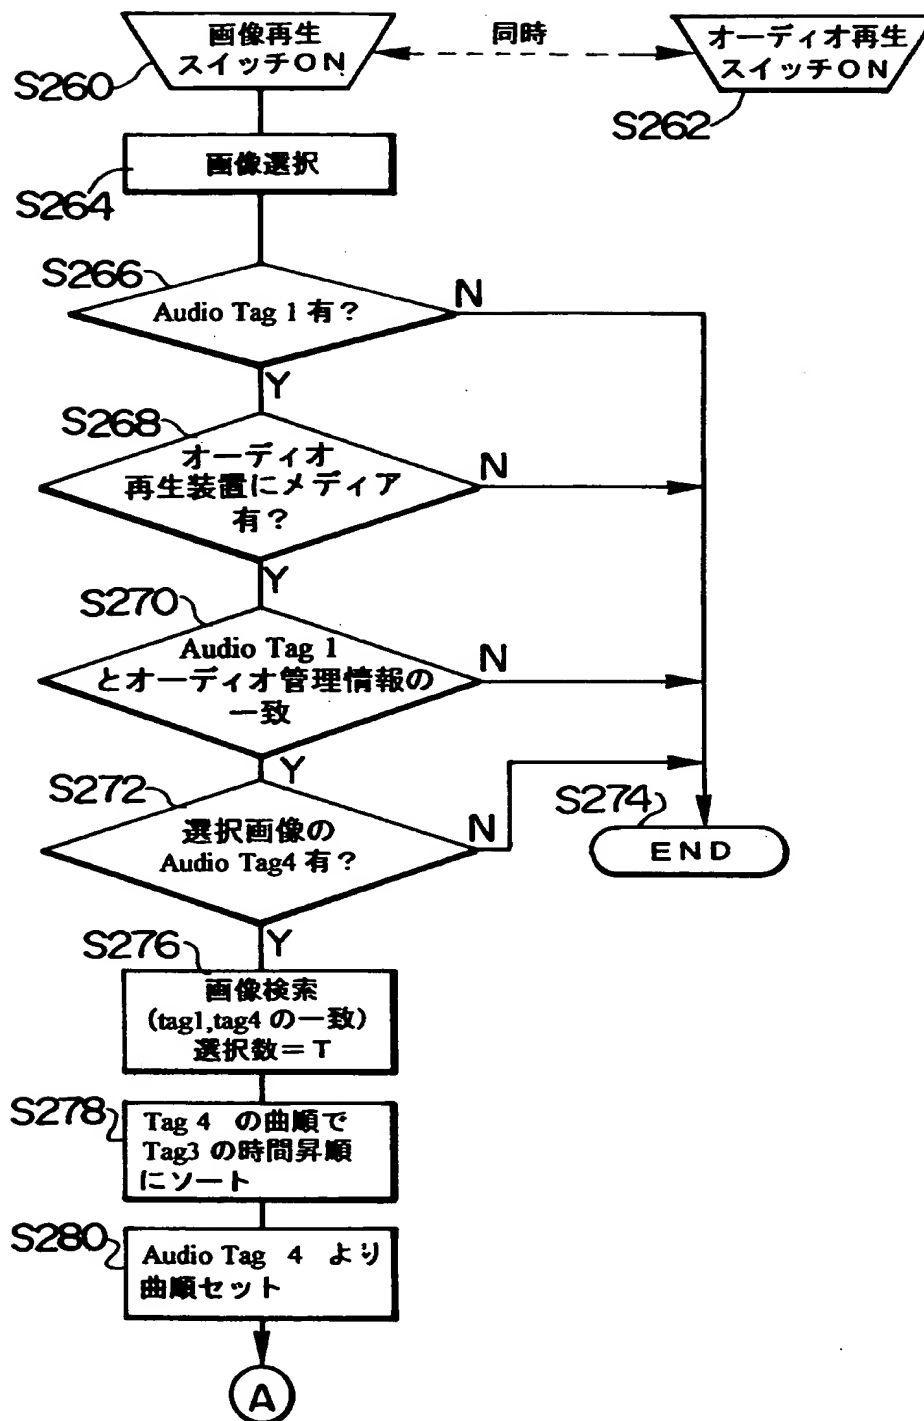 画像再生
スイッチON
同時
オーディオ再生
スイッチON
S260
S262
画像選択
S264
S266
Audio Tag 1 有？
N
Y
S268
オーディオ
再生装置にメディア
有？
N
Y
S270
Audio Tag 1
とオーディオ管理情報の
一致
N
Y
S272
選択画像の
Audio Tag4 有？
N
S274
END
Y
S276
画像検索
(tag1,tag4 の一致)
選択数＝T
S278
Tag 4 の曲順で
Tag3 の時間昇順
にソート
S280
Audio Tag 4 より
曲順セット
A